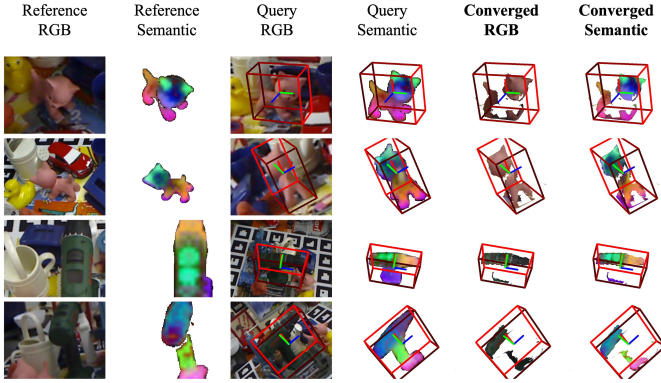 Reference RGB
Reference Semantic
Query RGB
Query Semantic
Converged RGB
Converged Semantic